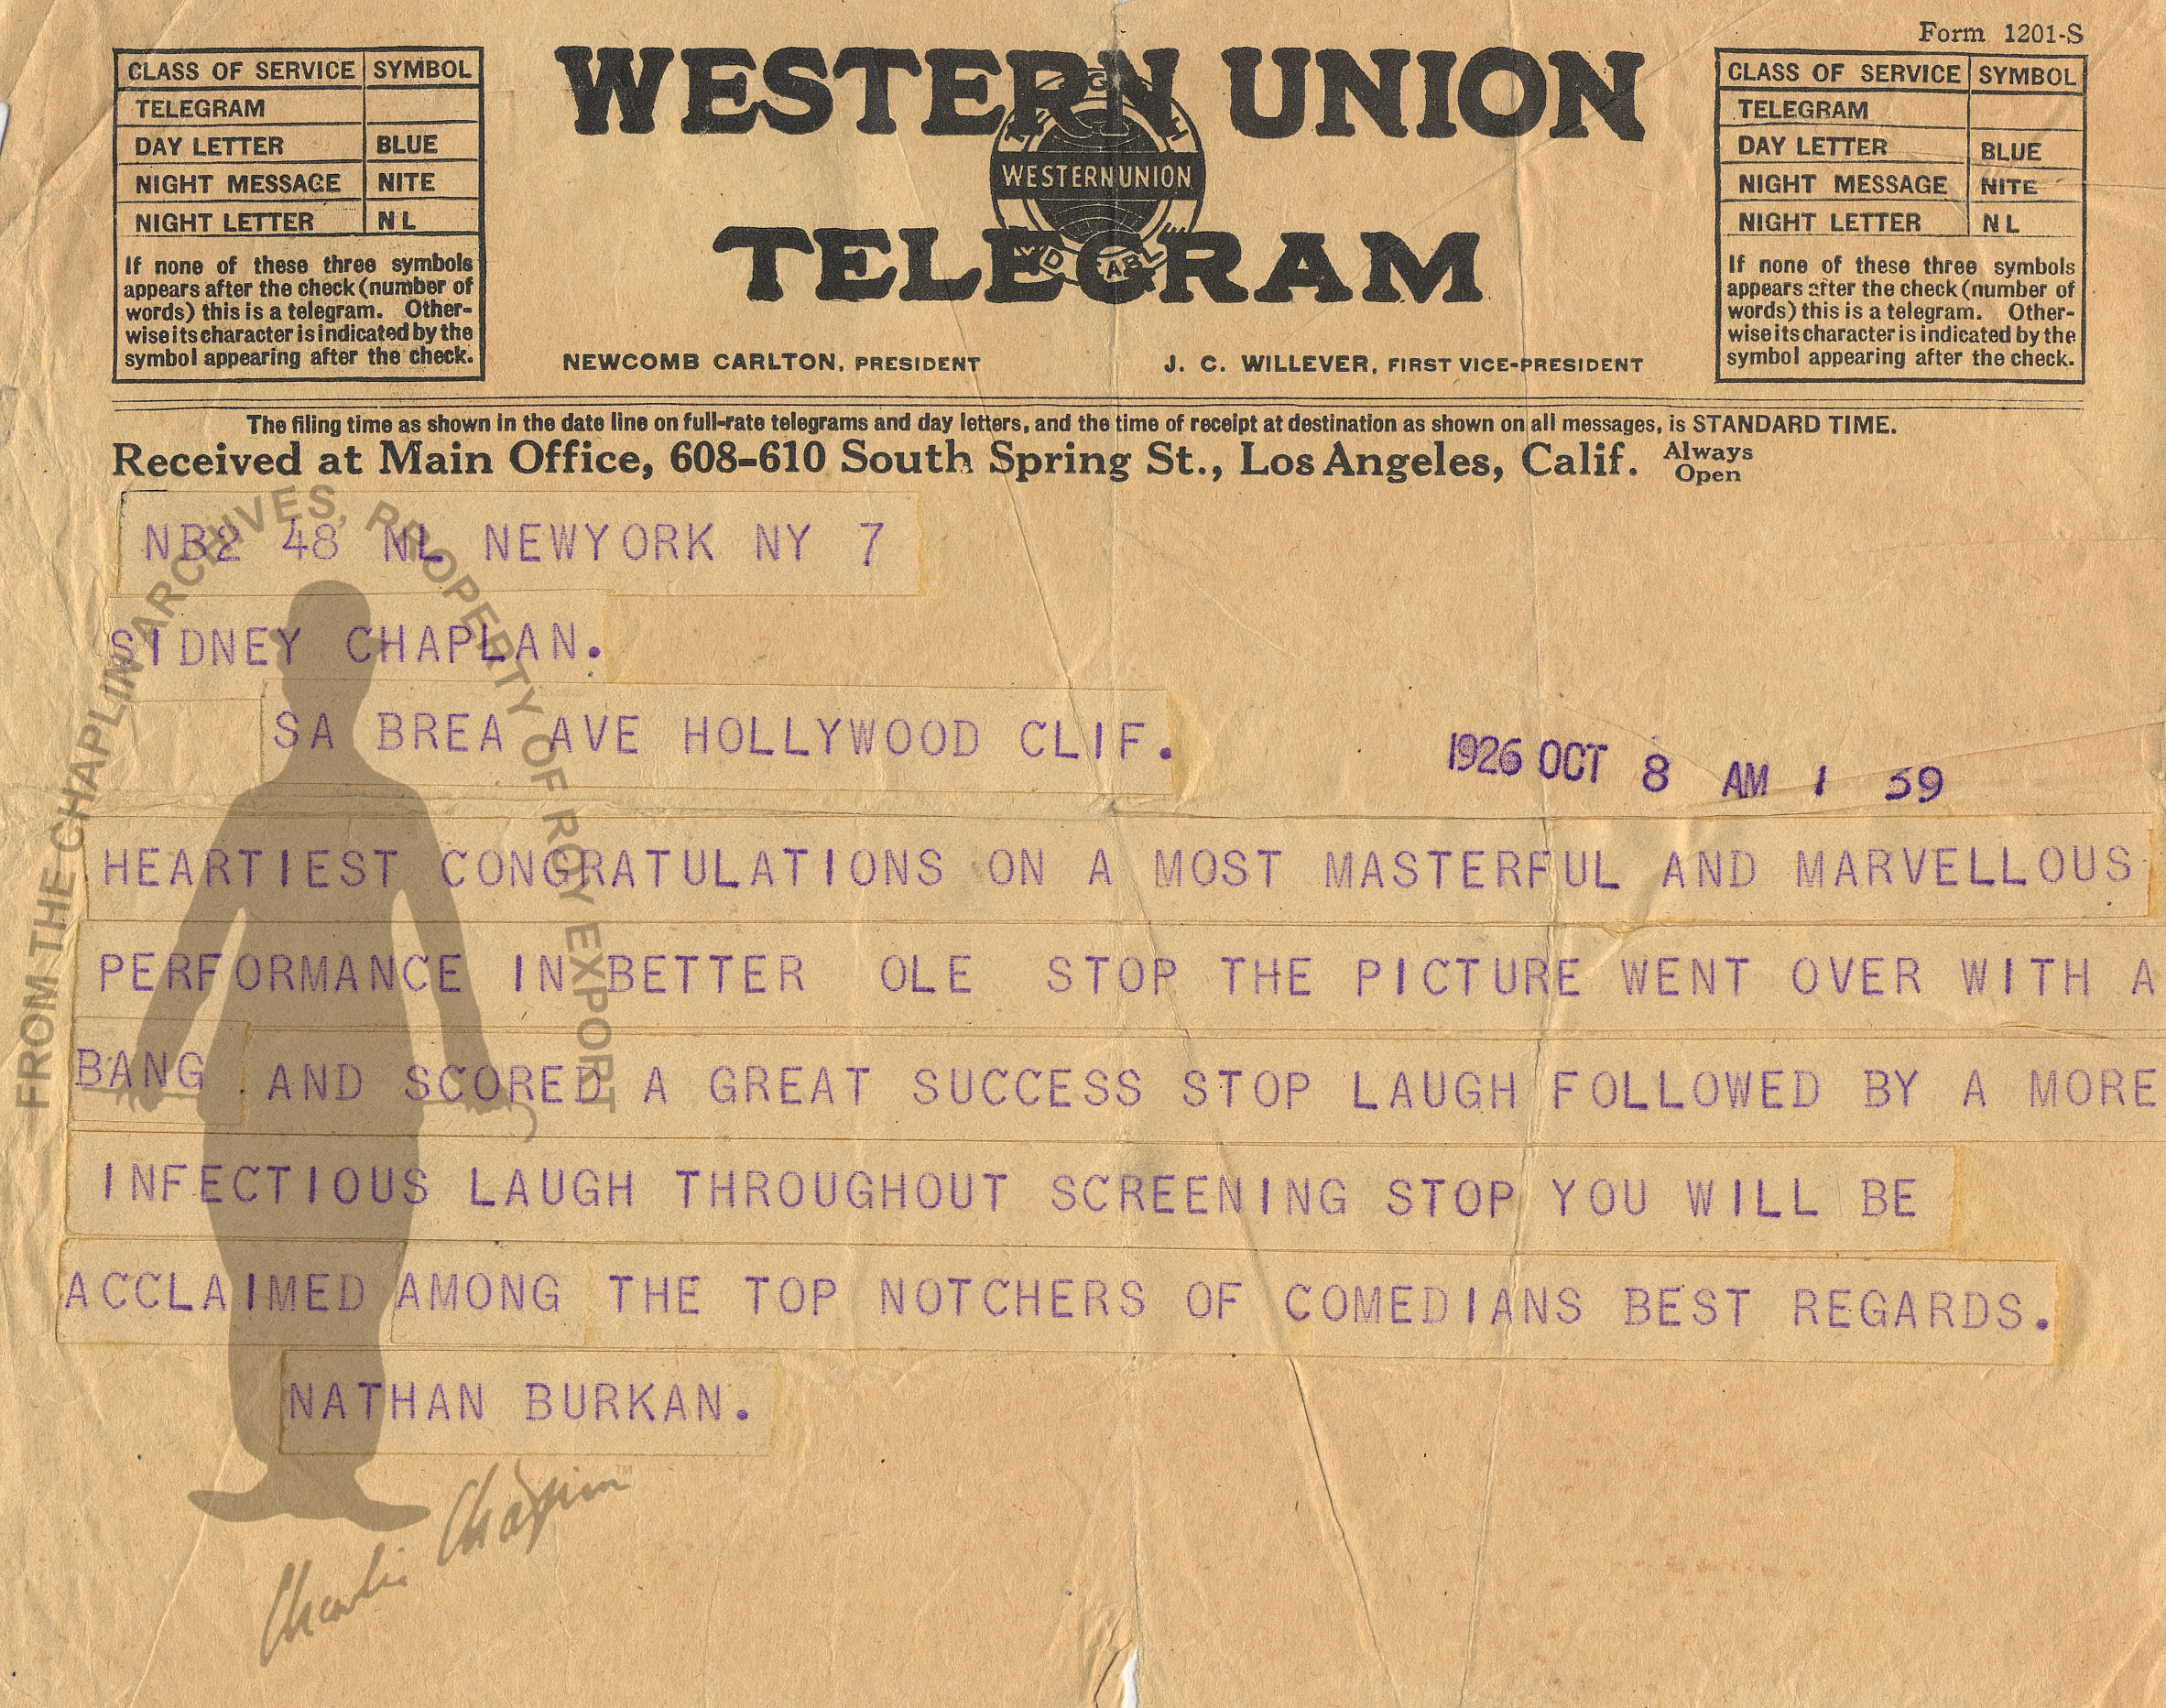 Form 1201-S
CLASS OF SERVICE SYMBOL
TELEGRAM
DAY LETTER BLUE
NIGHT MESSAGE NITE
NIGHT LETTER N L
If none of these three symbols
appears after the check (number of
words) this is a telegram. Other-
wise its character is indicated by the
symbol appearing after the check.
WESTERN UNION
WESTERN UNION
TELEGRAM
NEWCOMB CARLTON, PRESIDENT
J. C. WILLEVER, FIRST VICE-PRESIDENT
CLASS OF SERVICE SYMBOL
TELEGRAM
DAY LETTER BLUE
NIGHT MESSAGE NITE
NIGHT LETTER N L
If none of these three symbols
appears after the check (number of
words) this is a telegram. Other-
wise its character is indicated by the
symbol appearing after the check.
The filing time as shown in the date line on full-rate telegrams and day letters, and the time of receipt at destination as shown on all messages, is STANDARD TIME.
Received at Main Office, 608-610 South Spring St., Los Angeles, Calif. Always Open
NB2 48 NL NEWYORK NY 7
SIDNEY CHAPLAN.
SA BREA AVE HOLLYWOOD CLIF.
1926 OCT 8 AM 1 59
HEARTIEST CONGRATULATIONS ON A MOST MASTERFUL AND MARVELLOUS
PERFORMANCE IN BETTER OLE STOP THE PICTURE WENT OVER WITH A
BANG AND SCORED A GREAT SUCCESS STOP LAUGH FOLLOWED BY A MORE
INFECTIOUS LAUGH THROUGHOUT SCREENING STOP YOU WILL BE
ACCLAIMED AMONG THE TOP NOTCHERS OF COMEDIANS BEST REGARDS.
NATHAN BURKAN.
FROM THE CHAPLIN ARCHIVES, PROPERTY OF ROY EXPORT
Charlie Chaplin™